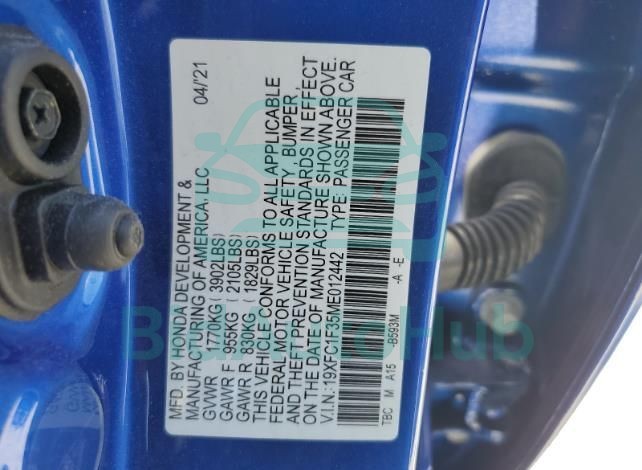 MFD. BY HONDA DEVELOPMENT & 04/'21
MANUFACTURING OF AMERICA, LLC
GVWR 1770KG ( 3902LBS)
GAWR F 955KG ( 2105LBS)
GAWR R 830KG ( 1829LBS)
THIS VEHICLE CONFORMS TO ALL APPLICABLE
FEDERAL MOTOR VEHICLE SAFETY , BUMPER,
AND THEFT PREVENTION STANDARDS IN EFFECT
ON THE DATE OF MANUFACTURE SHOWN ABOVE.
V.I.N.:19XFC1F35ME012442 TYPE: PASSENGER CAR
TBC M A15 -B593M -A -E